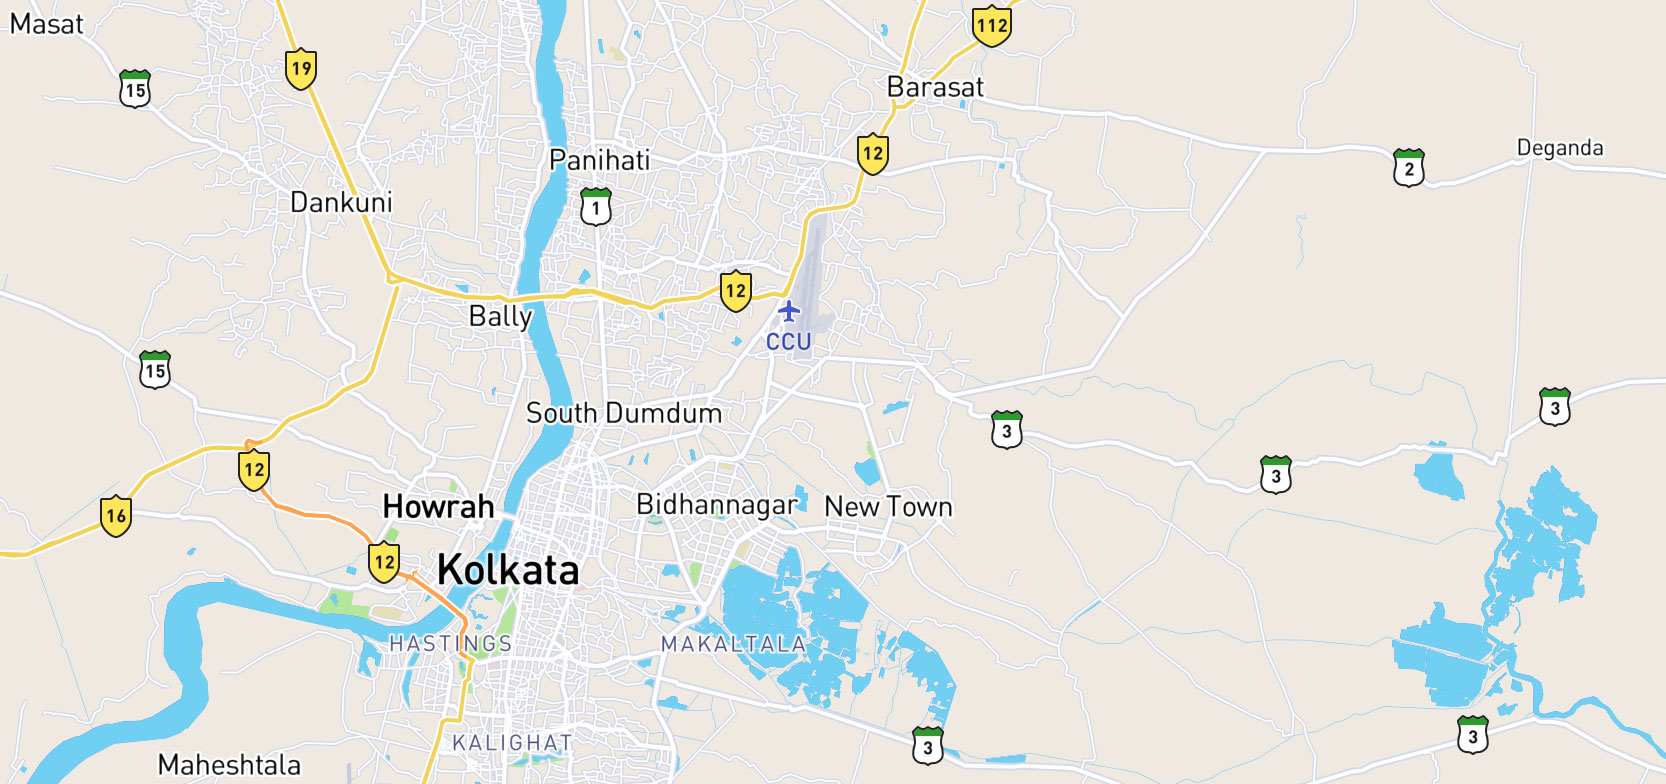 Masat
112
19
15
Barasat
12
Deganda
Panihati
2
Dankuni
1
12
Bally
CCU
15
South Dumdum
3
3
12
3
Howrah
Bidhannagar
New Town
16
12
Kolkata
HASTINGS
MAKALTALA
3
3
KALIGHAT
Maheshtala